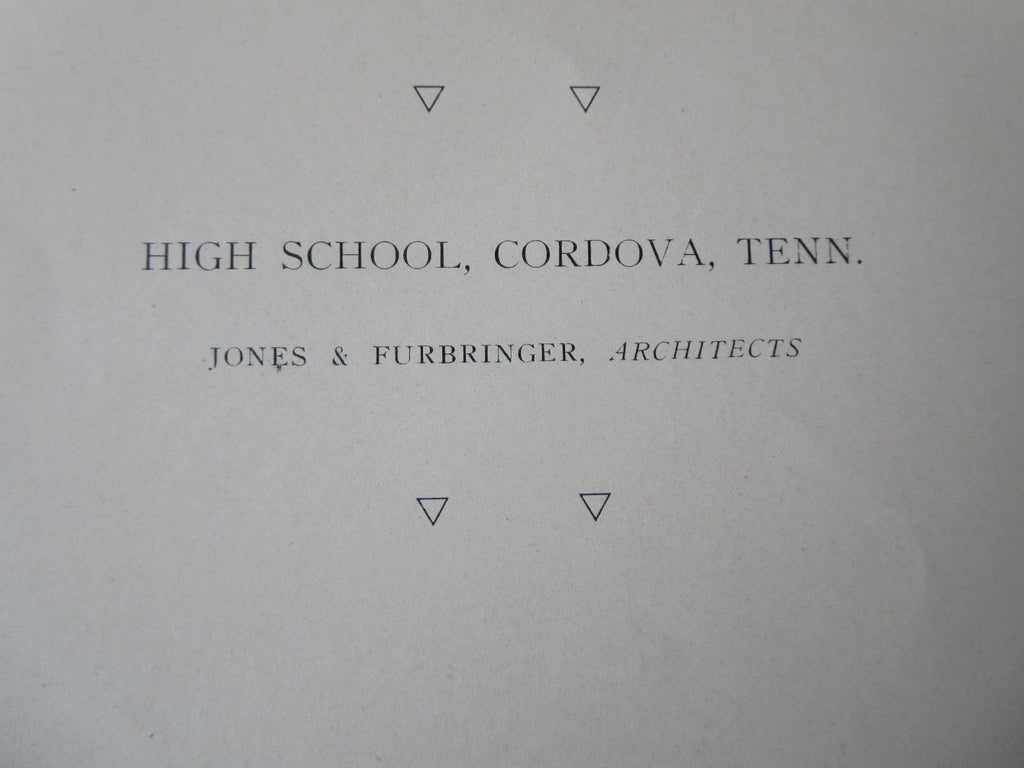 HIGH SCHOOL, CORDOVA, TENN.
JONES & FURBRINGER, ARCHITECTS